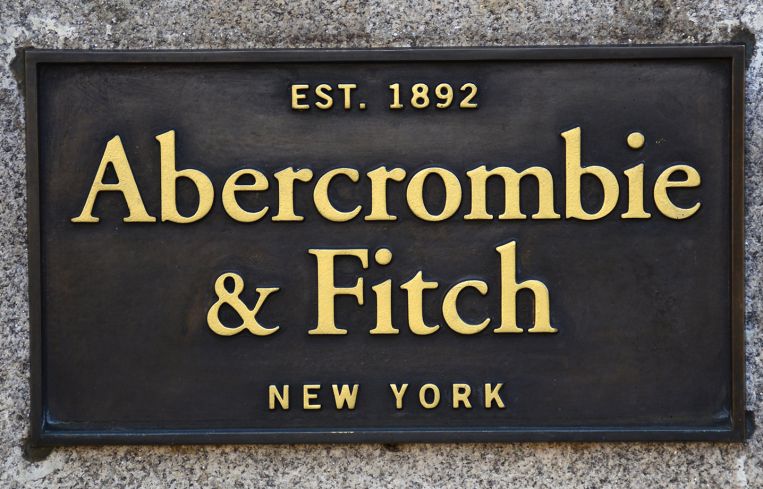 EST. 1892
Abercrombie
& Fitch
NEW YORK